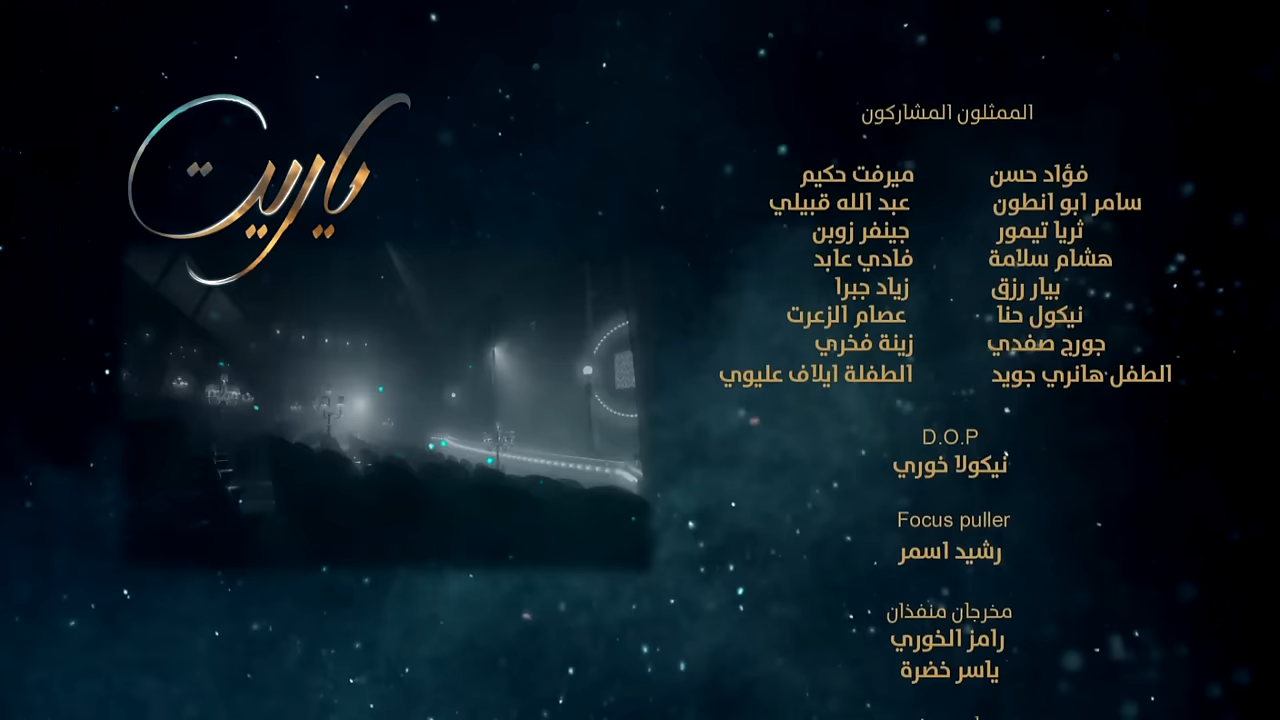 ياريت
الممثلون المشاركون
فؤاد حسن ميرفت حكيم
سامر ابو انطون عبد الله قبيلي
ثريا تيمور جينفر زوبن
هشام سلامة فادي عابد
بيار رزق زياد جبرا
نيكول حنا عصام الزعرت
جورج صفدي زينة فخري
الطفل هانري جويد الطفلة ايلاف عليوي
D.O.P
نيكولا خوري
Focus puller
رشيد اسمر
مخرجان منفذان
رامز الخوري
ياسر خضرة